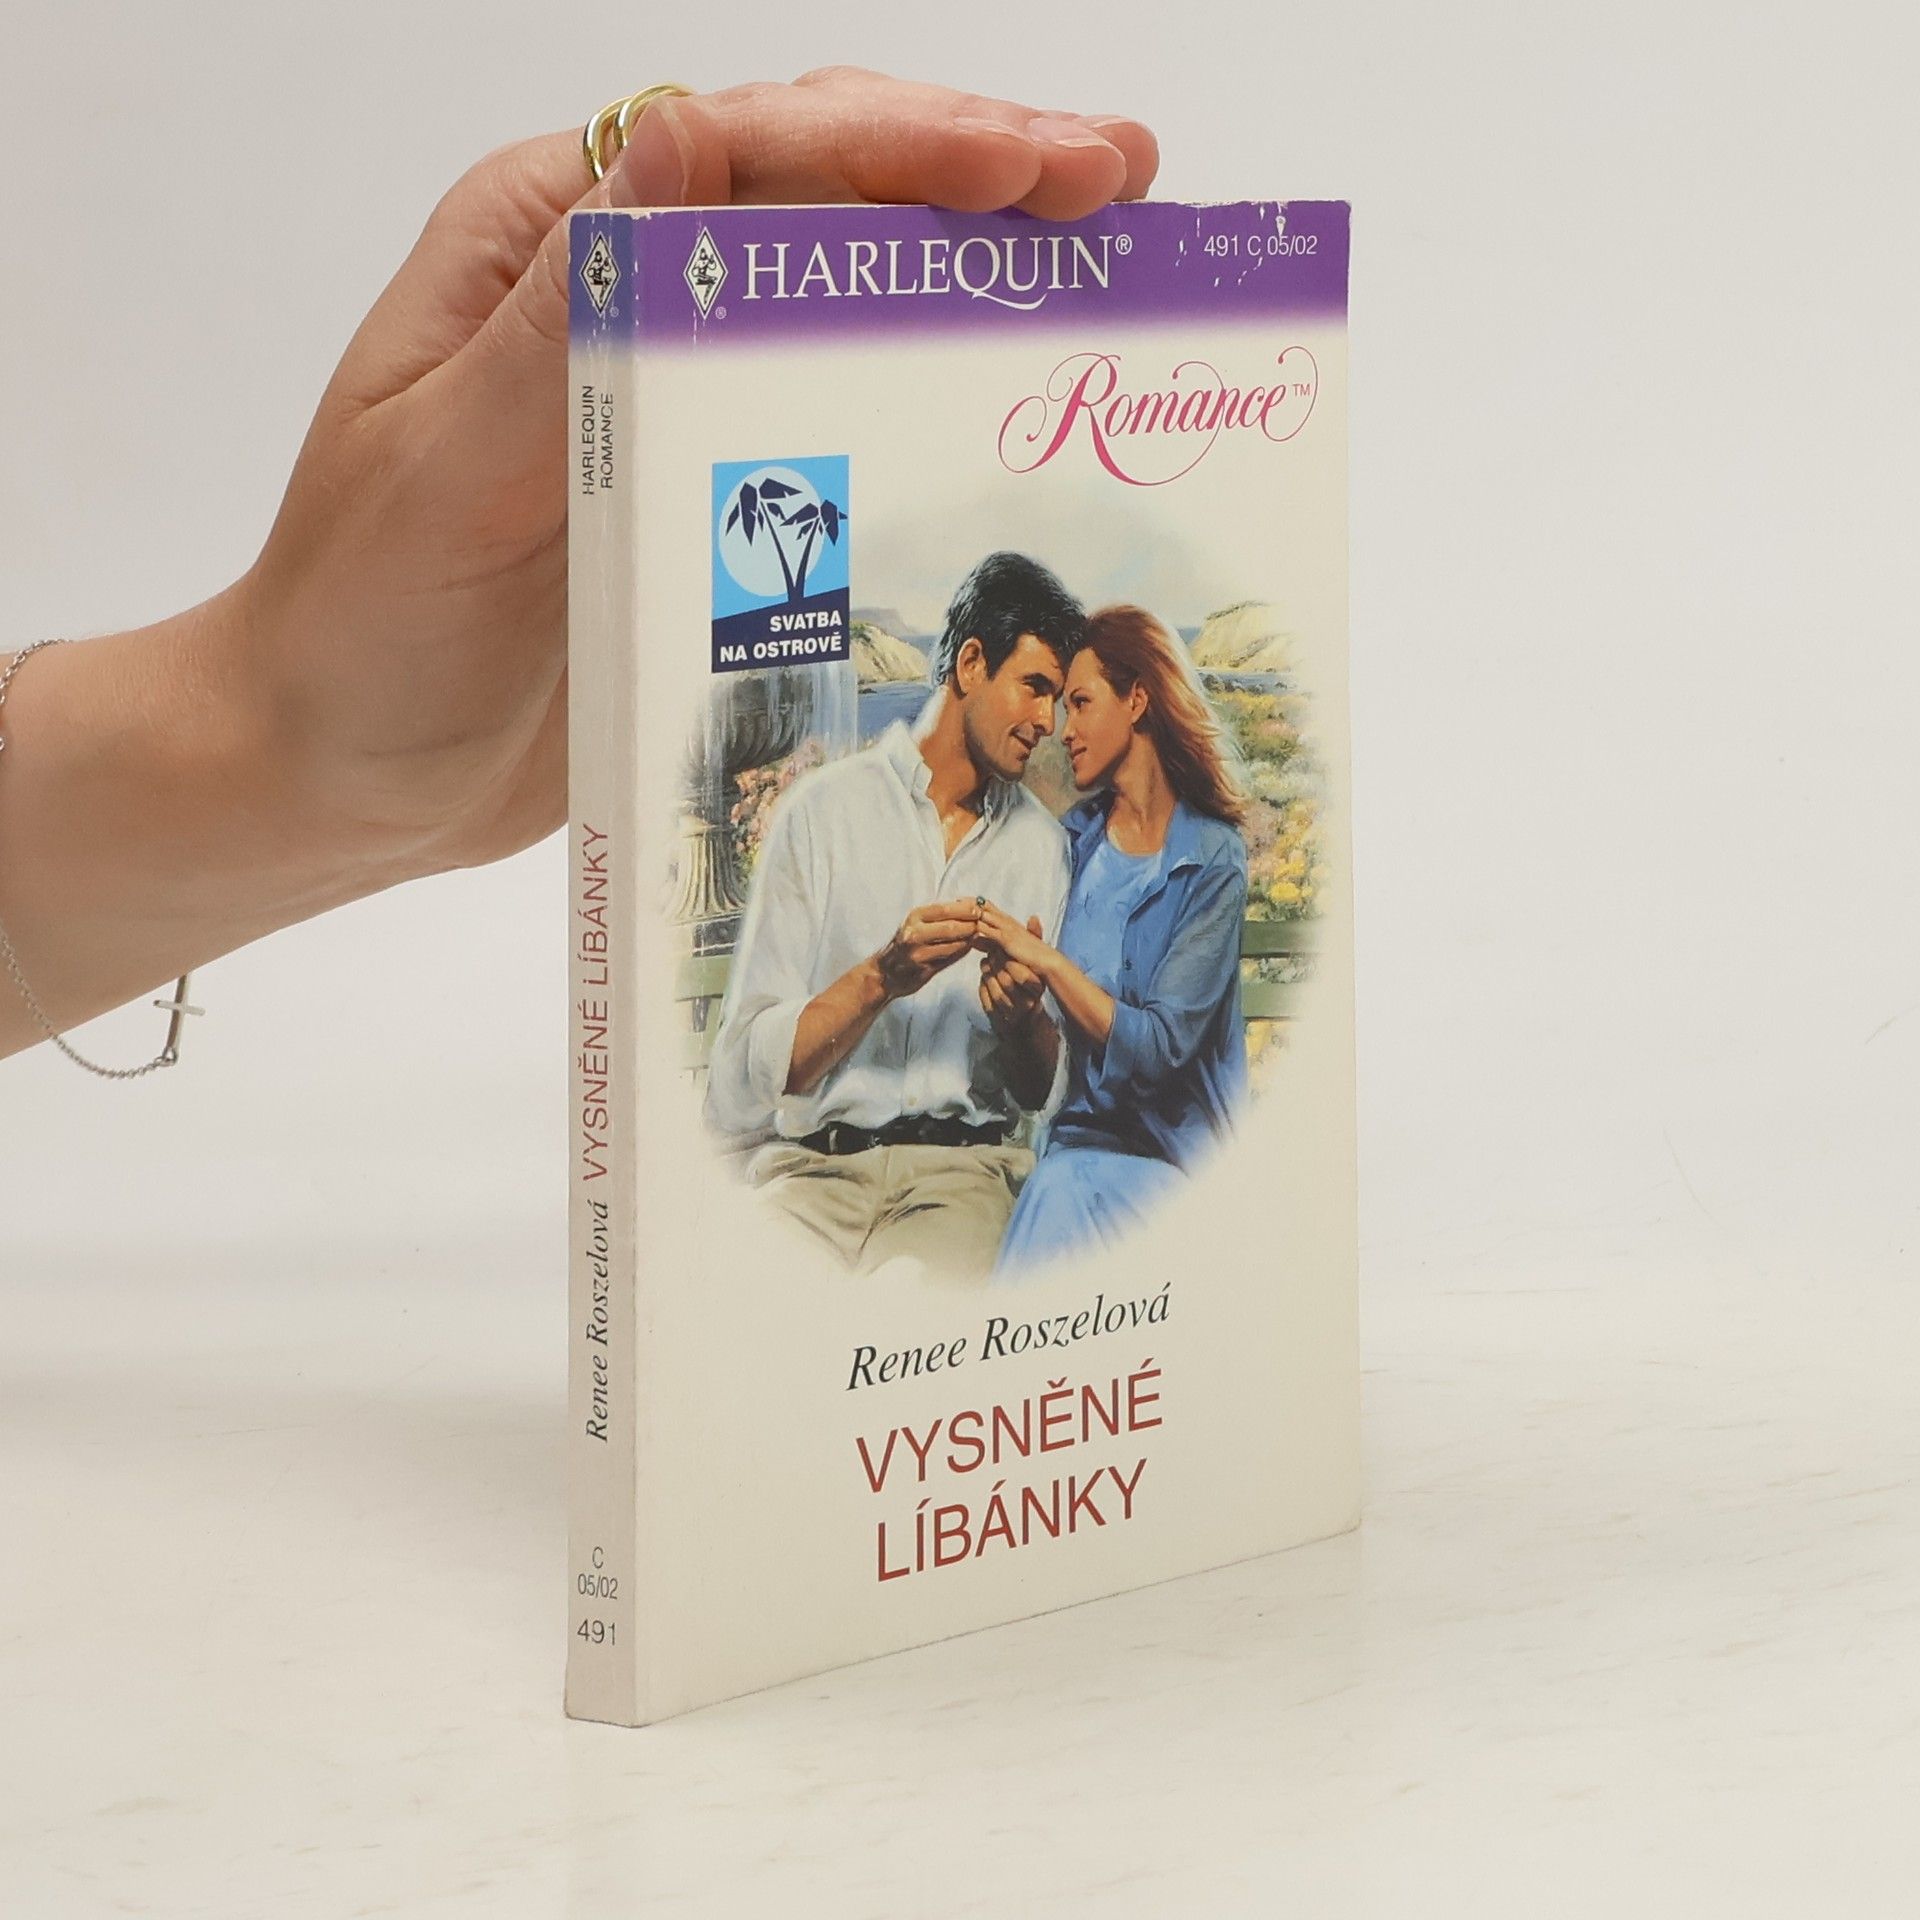 HARLEQUIN®
491 C 05/02
®
Romance™
SVATBA
NA OSTROVĚ
Renee Roszelová
VYSNĚNÉ
LÍBÁNKY
®
HARLEQUIN
ROMANCE
Renee Roszelová VYSNĚNÉ LÍBÁNKY
C
05/02
491